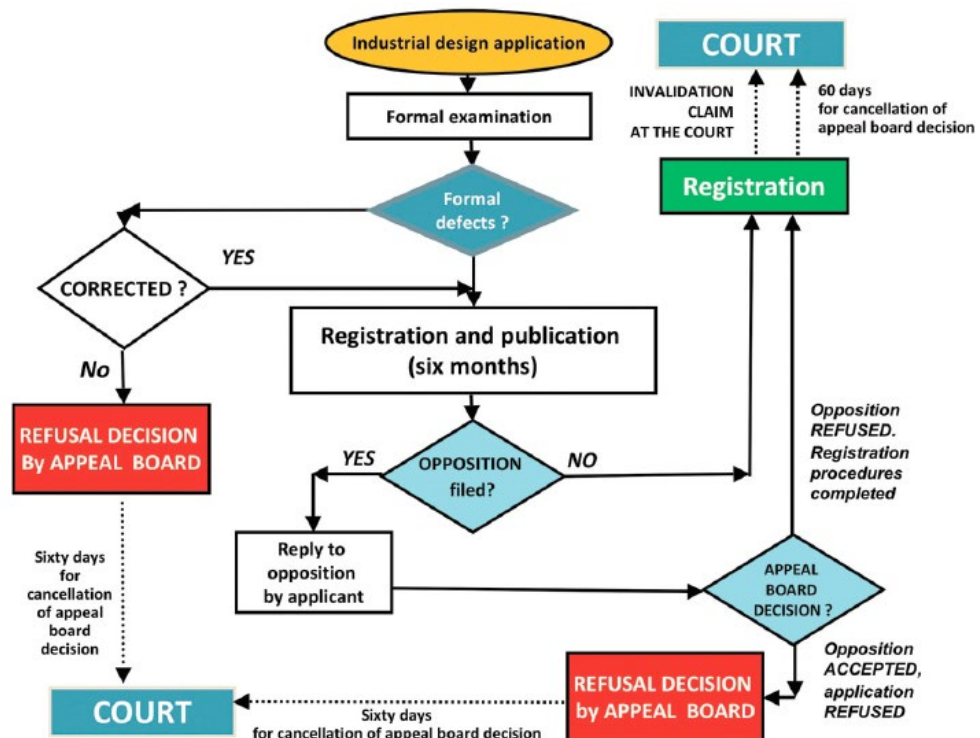 Industrial design application
COURT
INVALIDATION
CLAIM
AT THE COURT
60 days
for cancellation of
appeal board decision
Formal examination
Registration
Formal
defects ?
CORRECTED ?
YES
Registration and publication
(six months)
No
REFUSAL DECISION
By APPEAL BOARD
YES
OPPOSITION
filed?
NO
Opposition
REFUSED.
Registration
procedures
completed
Reply to
opposition
by applicant
APPEAL
BOARD
DECISION ?
Sixty days
for
cancellation
of appeal
board
decision
Opposition
ACCEPTED,
application
REFUSED
REFUSAL DECISION
by APPEAL BOARD
COURT
Sixty days
for cancellation of appeal board decision